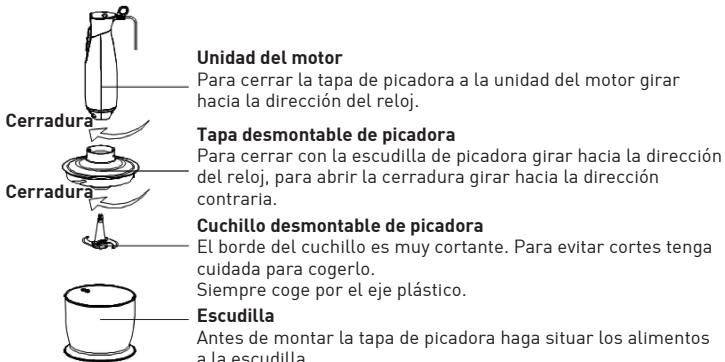 Unidad del motor
Para cerrar la tapa de picadora a la unidad del motor girar
hacia la dirección del reloj.
Cerradura
Tapa desmontable de picadora
Para cerrar con la escudilla de picadora girar hacia la dirección
del reloj, para abrir la cerradura girar hacia la dirección
contraria.
Cerradura
Cuchillo desmontable de picadora
El borde del cuchillo es muy cortante. Para evitar cortes tenga
cuidada para cogerlo.
Siempre coge por el eje plástico.
Escudilla
Antes de montar la tapa de picadora haga situar los alimentos
a la escudilla